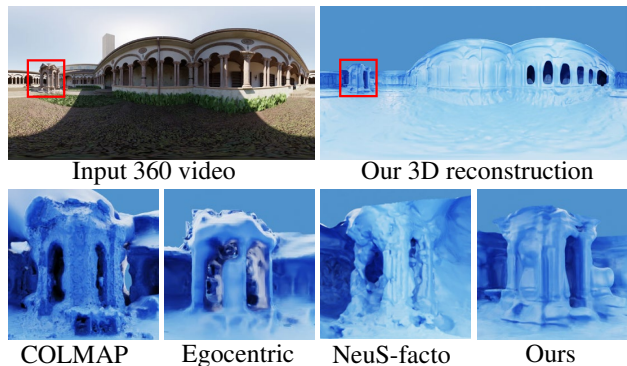 Input 360 video
Our 3D reconstruction
COLMAP
Egocentric
NeuS-facto
Ours